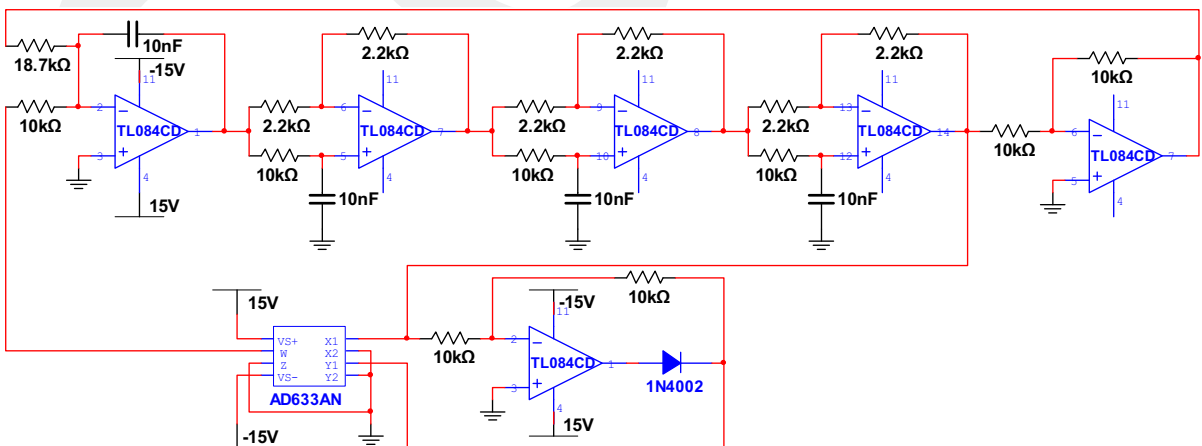 10nF
2.2kΩ
2.2kΩ
2.2kΩ
10kΩ
18.7kΩ
-15V
11
11
11
11
11
10kΩ
2
TL084CD
1
3
4
15V
2.2kΩ
10kΩ
6
TL084CD
7
5
4
10nF
2.2kΩ
10kΩ
9
TL084CD
8
10
4
10nF
2.2kΩ
10kΩ
13
TL084CD
14
12
4
10nF
10kΩ
6
TL084CD
7
5
4
15V
VS+
W
Z
VS-
X1
X2
Y1
Y2
AD633AN
-15V
10kΩ
10kΩ
-15V
11
2
TL084CD
1
3
4
15V
1N4002